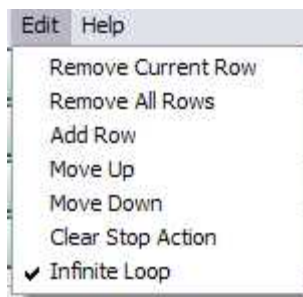 Edit Help
Remove Current Row
Remove All Rows
Add Row
Move Up
Move Down
Clear Stop Action
Infinite Loop